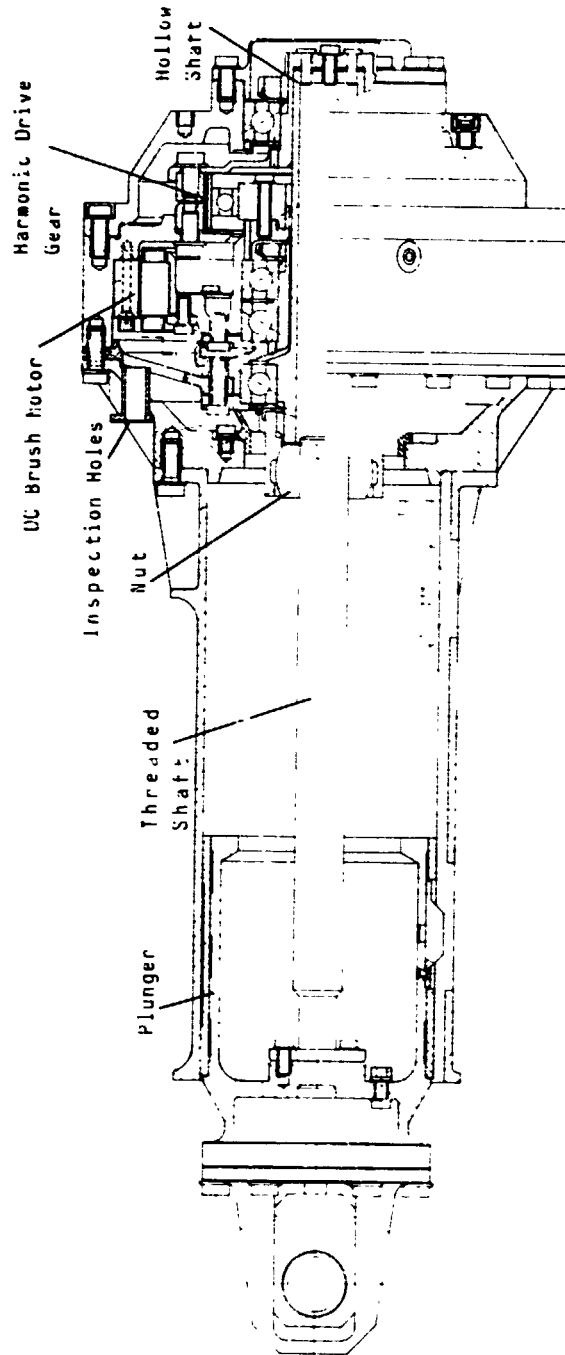 Plunger
Threaded
Shaft
Nut
Inspection Holes
DC Brush Motor
Harmonic Drive
Gear
Hollow
Shaft